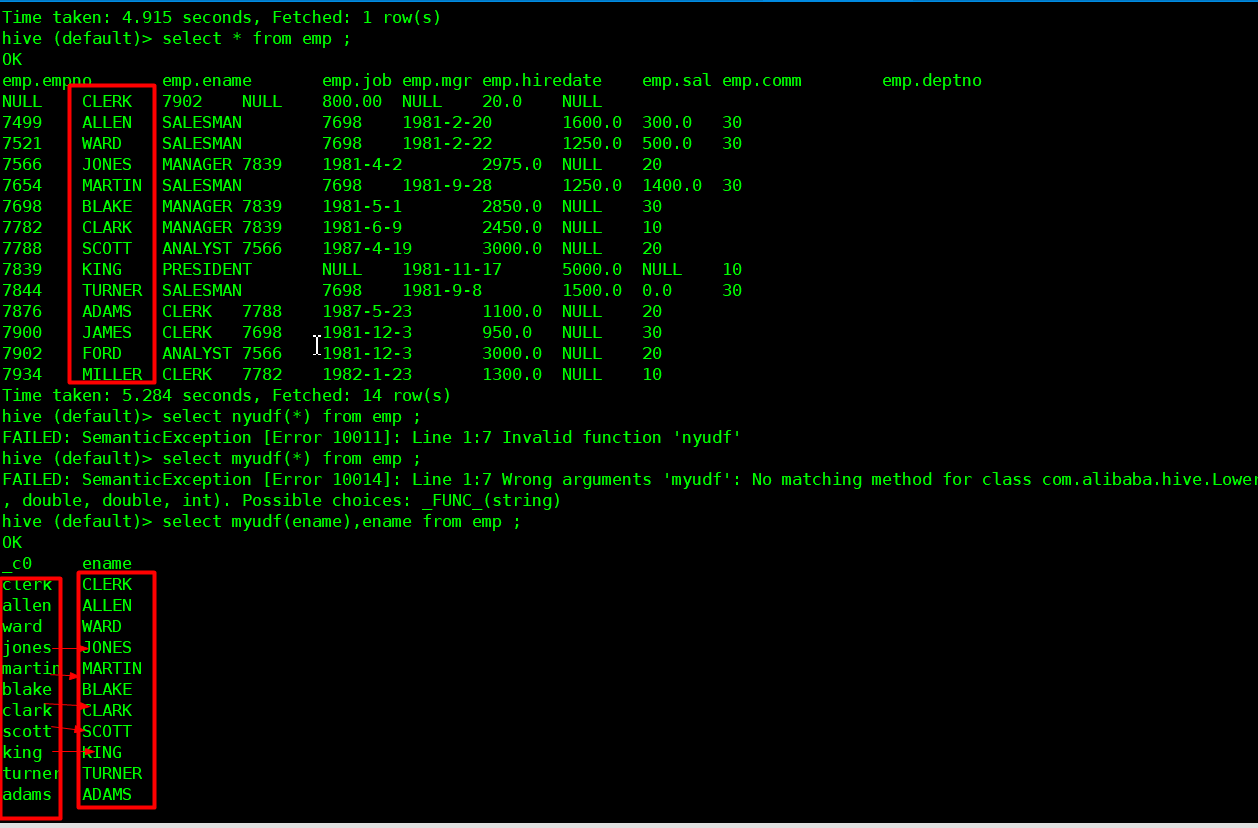 Time taken: 4.915 seconds, Fetched: 1 row(s)
hive (default)> select * from emp ;
OK
emp.empno emp.ename emp.job emp.mgr emp.hiredate emp.sal emp.comm emp.deptno
NULL CLERK 7902 NULL 800.00 NULL 20.0 NULL
7499 ALLEN SALESMAN 7698 1981-2-20 1600.0 300.0 30
7521 WARD SALESMAN 7698 1981-2-22 1250.0 500.0 30
7566 JONES MANAGER 7839 1981-4-2 2975.0 NULL 20
7654 MARTIN SALESMAN 7698 1981-9-28 1250.0 1400.0 30
7698 BLAKE MANAGER 7839 1981-5-1 2850.0 NULL 30
7782 CLARK MANAGER 7839 1981-6-9 2450.0 NULL 10
7788 SCOTT ANALYST 7566 1987-4-19 3000.0 NULL 20
7839 KING PRESIDENT NULL 1981-11-17 5000.0 NULL 10
7844 TURNER SALESMAN 7698 1981-9-8 1500.0 0.0 30
7876 ADAMS CLERK 7788 1987-5-23 1100.0 NULL 20
7900 JAMES CLERK 7698 1981-12-3 950.0 NULL 30
7902 FORD ANALYST 7566 1981-12-3 3000.0 NULL 20
7934 MILLER CLERK 7782 1982-1-23 1300.0 NULL 10
Time taken: 5.284 seconds, Fetched: 14 row(s)
hive (default)> select nyudf(*) from emp ;
FAILED: SemanticException [Error 10011]: Line 1:7 Invalid function 'nyudf'
hive (default)> select myudf(*) from emp ;
FAILED: SemanticException [Error 10014]: Line 1:7 Wrong arguments 'myudf': No matching method for class com.alibaba.hive.Lower
, double, double, int). Possible choices: _FUNC_(string)
hive (default)> select myudf(ename),ename from emp ;
OK
_c0 ename
clerk CLERK
allen ALLEN
ward WARD
jones JONES
martin MARTIN
blake BLAKE
clark CLARK
scott SCOTT
king KING
turner TURNER
adams ADAMS